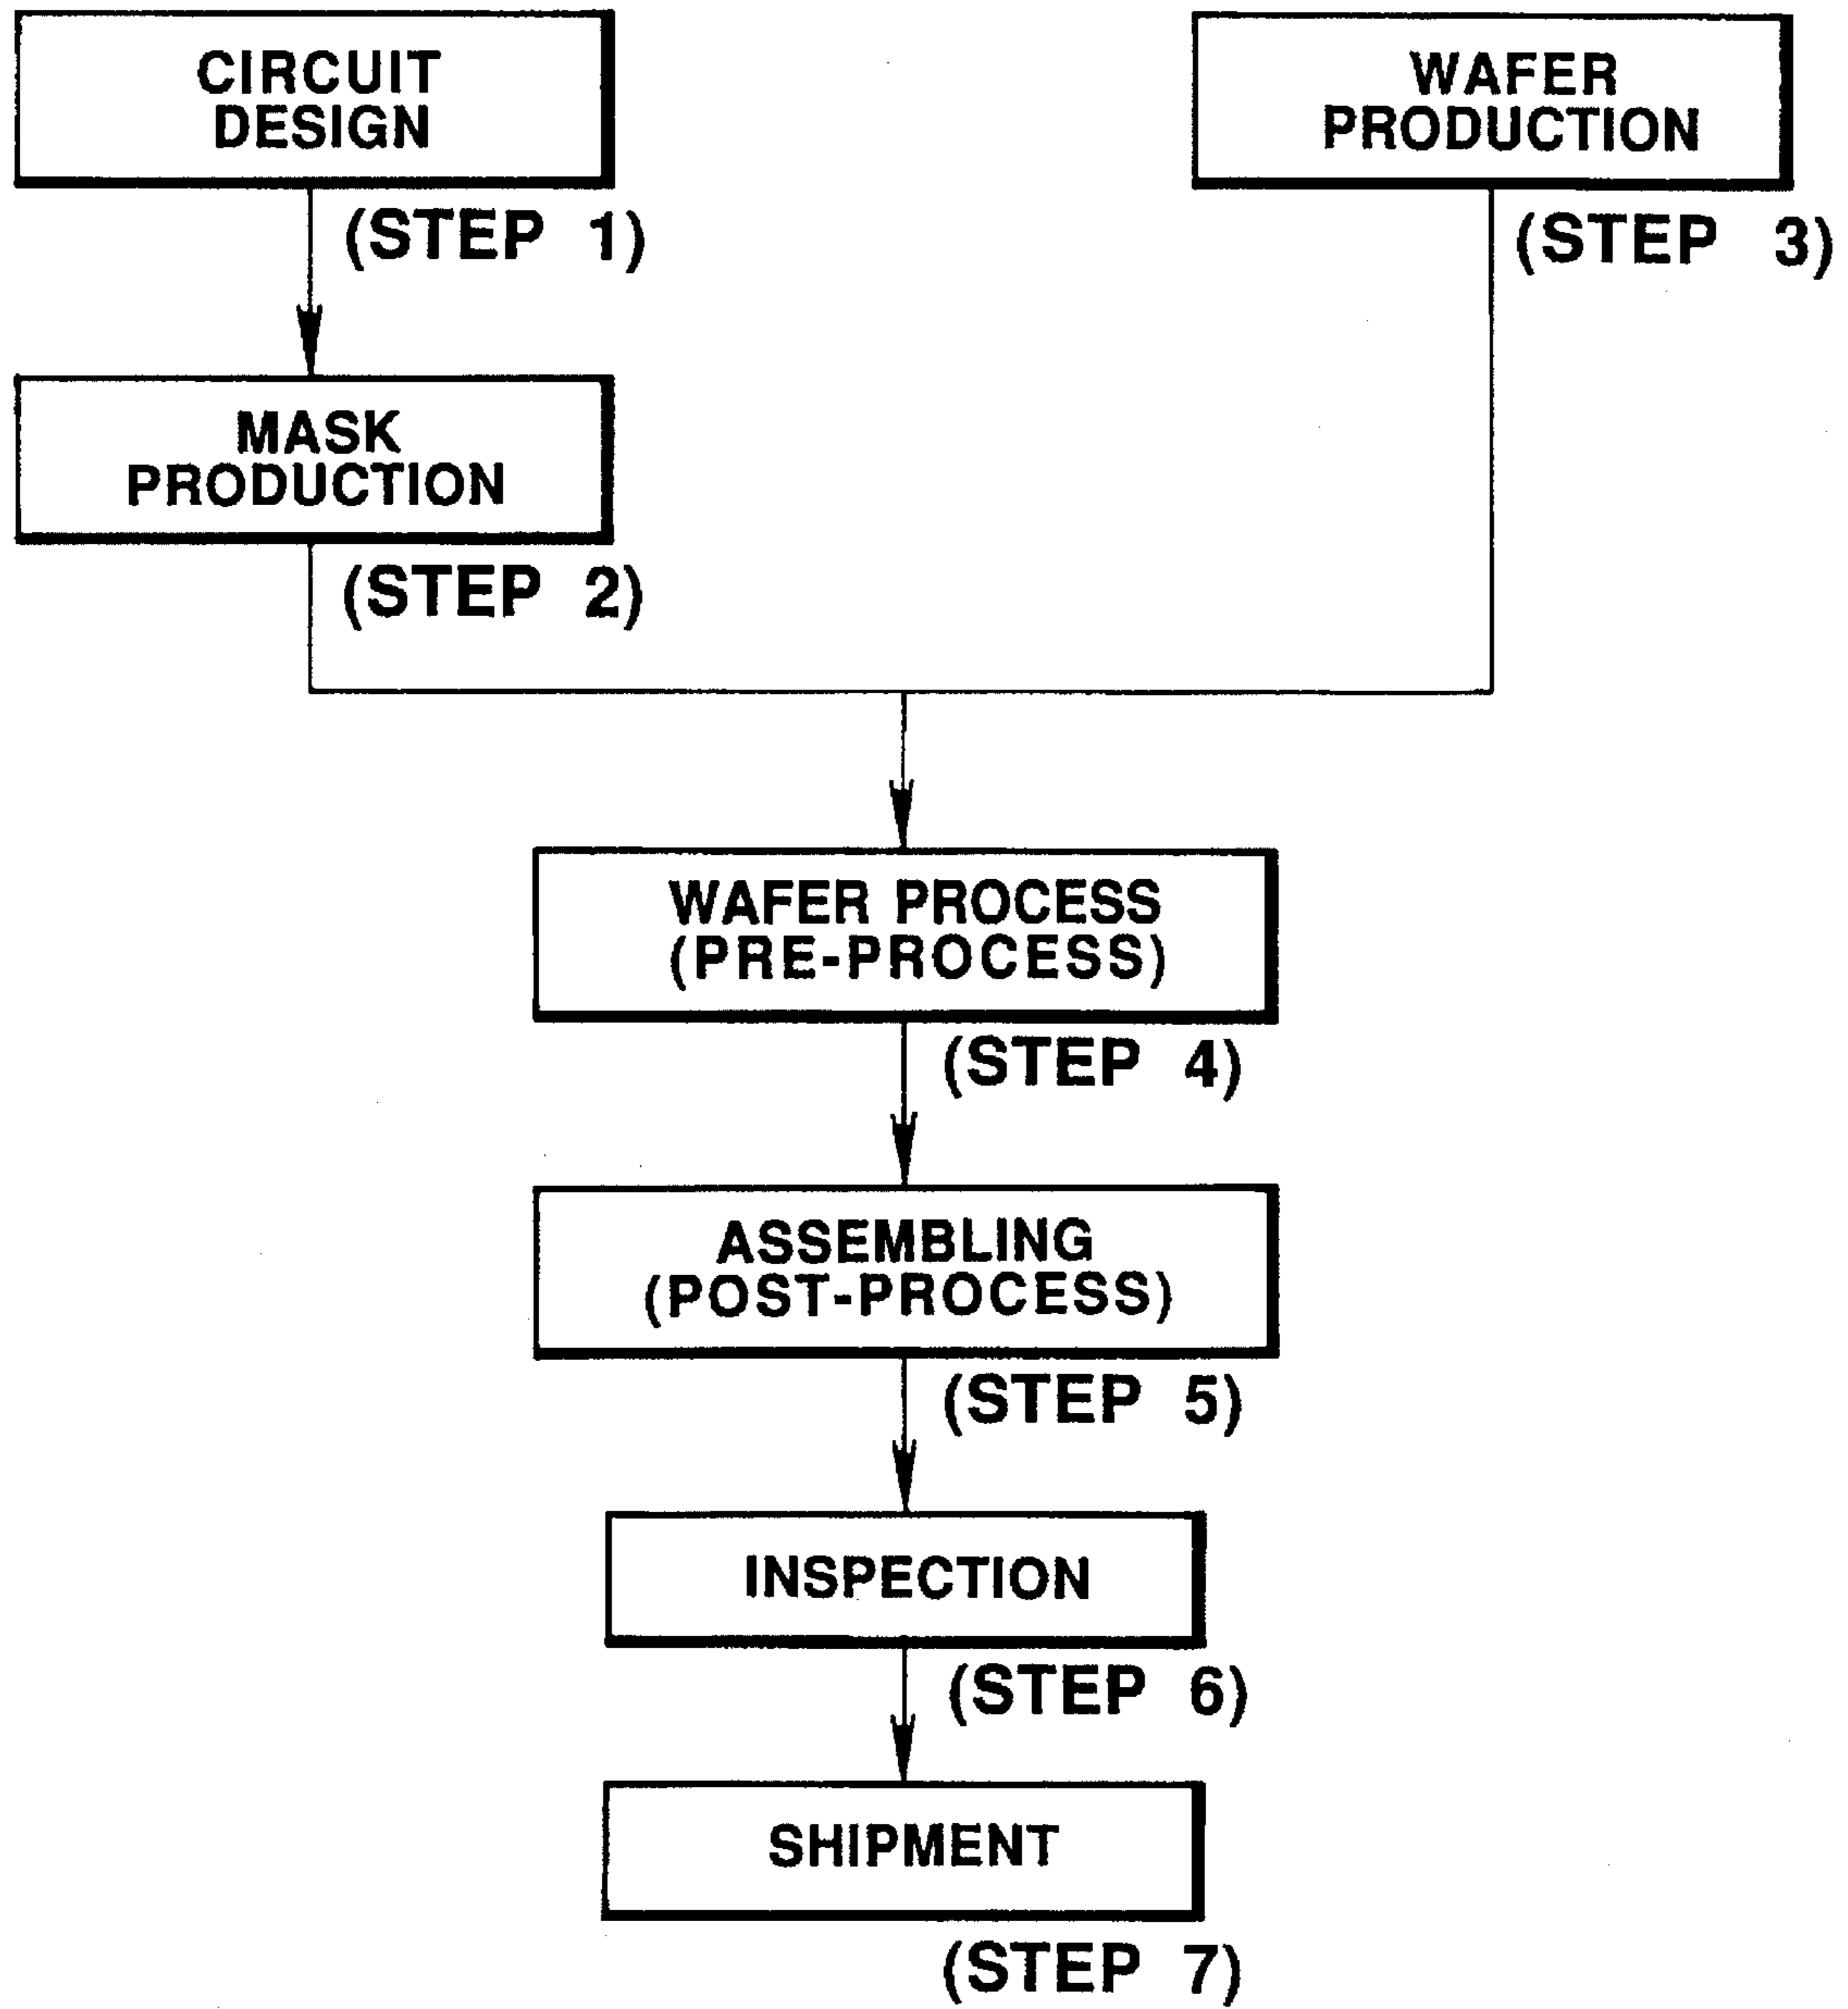 CIRCUIT
DESIGN
(STEP 1)
WAFER
PRODUCTION
(STEP 3)
MASK
PRODUCTION
(STEP 2)
WAFER PROCESS
(PRE-PROCESS)
(STEP 4)
ASSEMBLING
(POST-PROCESS)
(STEP 5)
INSPECTION
(STEP 6)
SHIPMENT
(STEP 7)